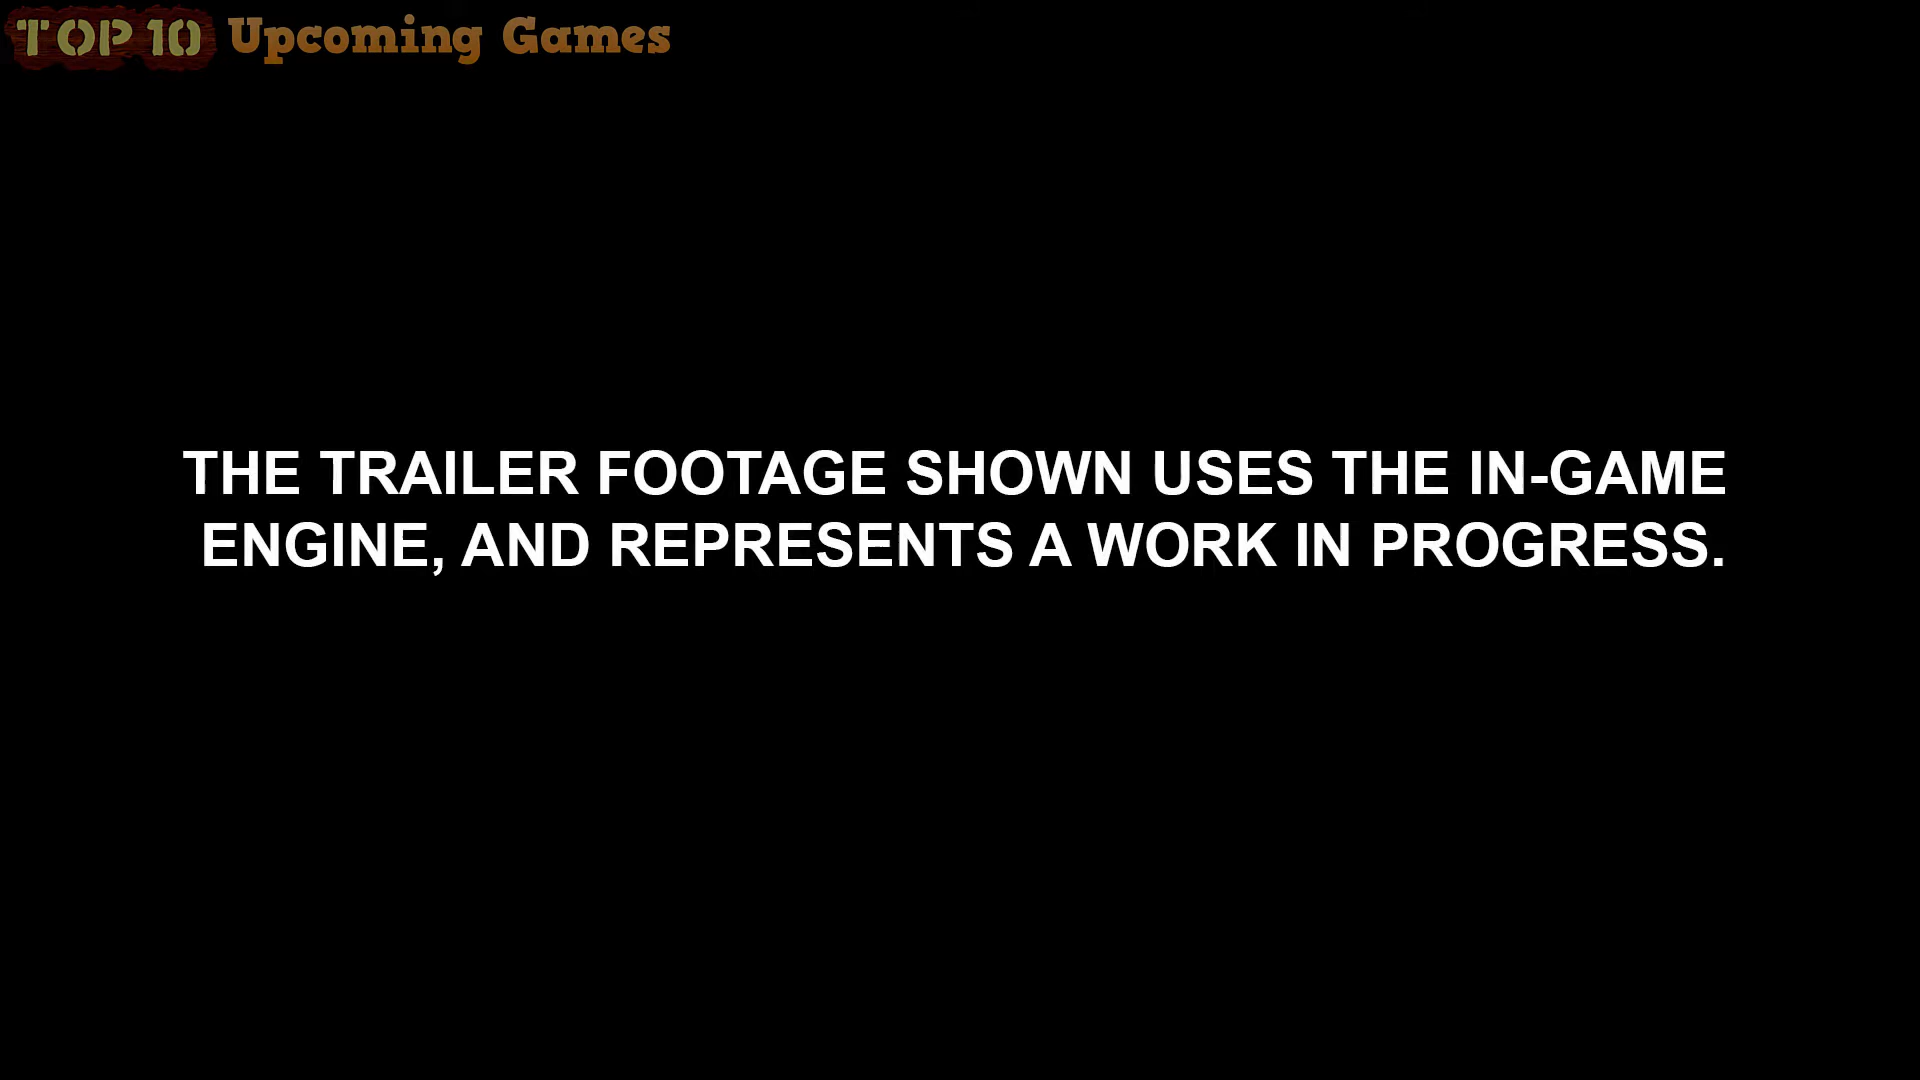 TOP 10 Upcoming Games
THE TRAILER FOOTAGE SHOWN USES THE IN-GAME
ENGINE, AND REPRESENTS A WORK IN PROGRESS.